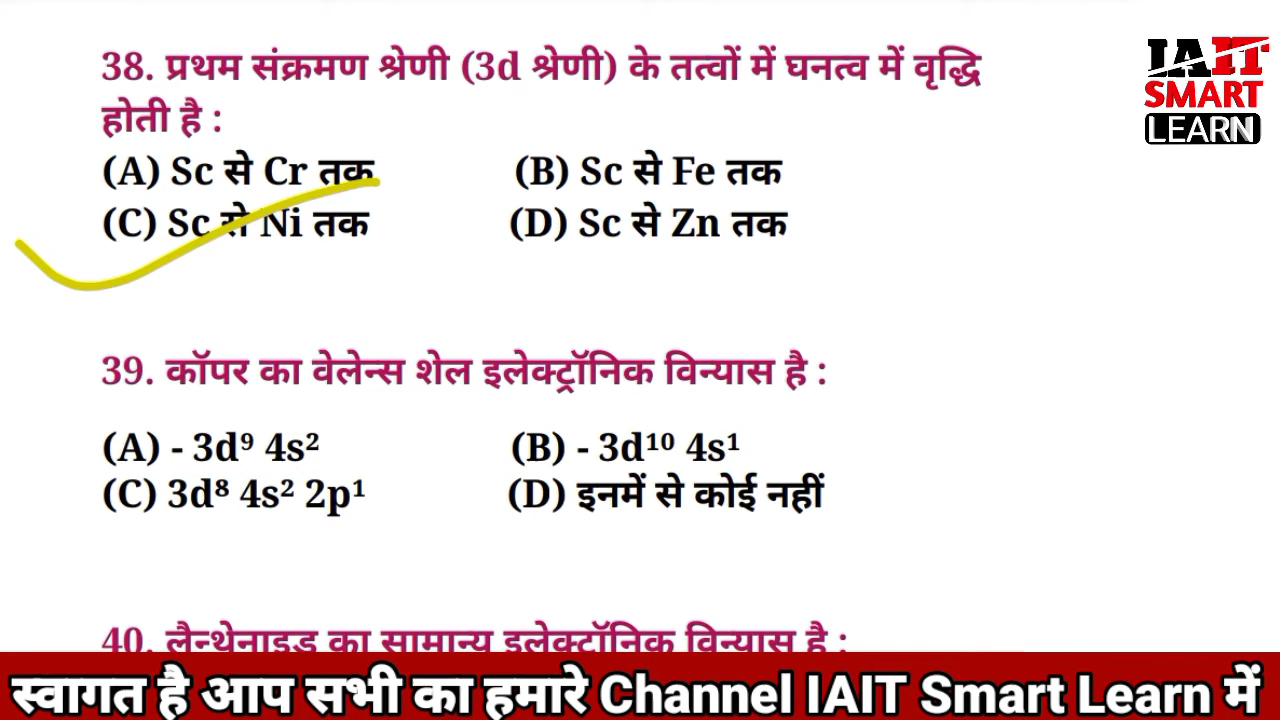 38. प्रथम संक्रमण श्रेणी (3d श्रेणी) के तत्वों में घनत्व में वृद्धि
होती है :
(A) Sc से Cr तक (B) Sc से Fe तक
(C) Sc से Ni तक (D) Sc से Zn तक
IAIT
SMART
LEARN
39. कॉपर का वेलेन्स शेल इलेक्ट्रॉनिक विन्यास है :
(A) - 3d⁹ 4s² (B) - 3d¹⁰ 4s¹
(C) 3d⁸ 4s² 2p¹ (D) इनमें से कोई नहीं
40. लैन्थेनाइड का सामान्य इलेक्ट्रॉनिक विन्यास है :
स्वागत है आप सभी का हमारे Channel IAIT Smart Learn में